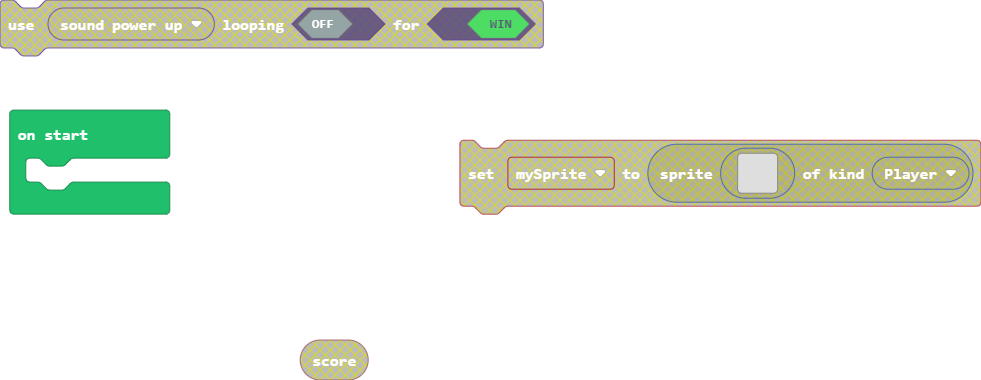 use sound power up looping OFF for WIN
on start
set mySprite to sprite of kind Player
score